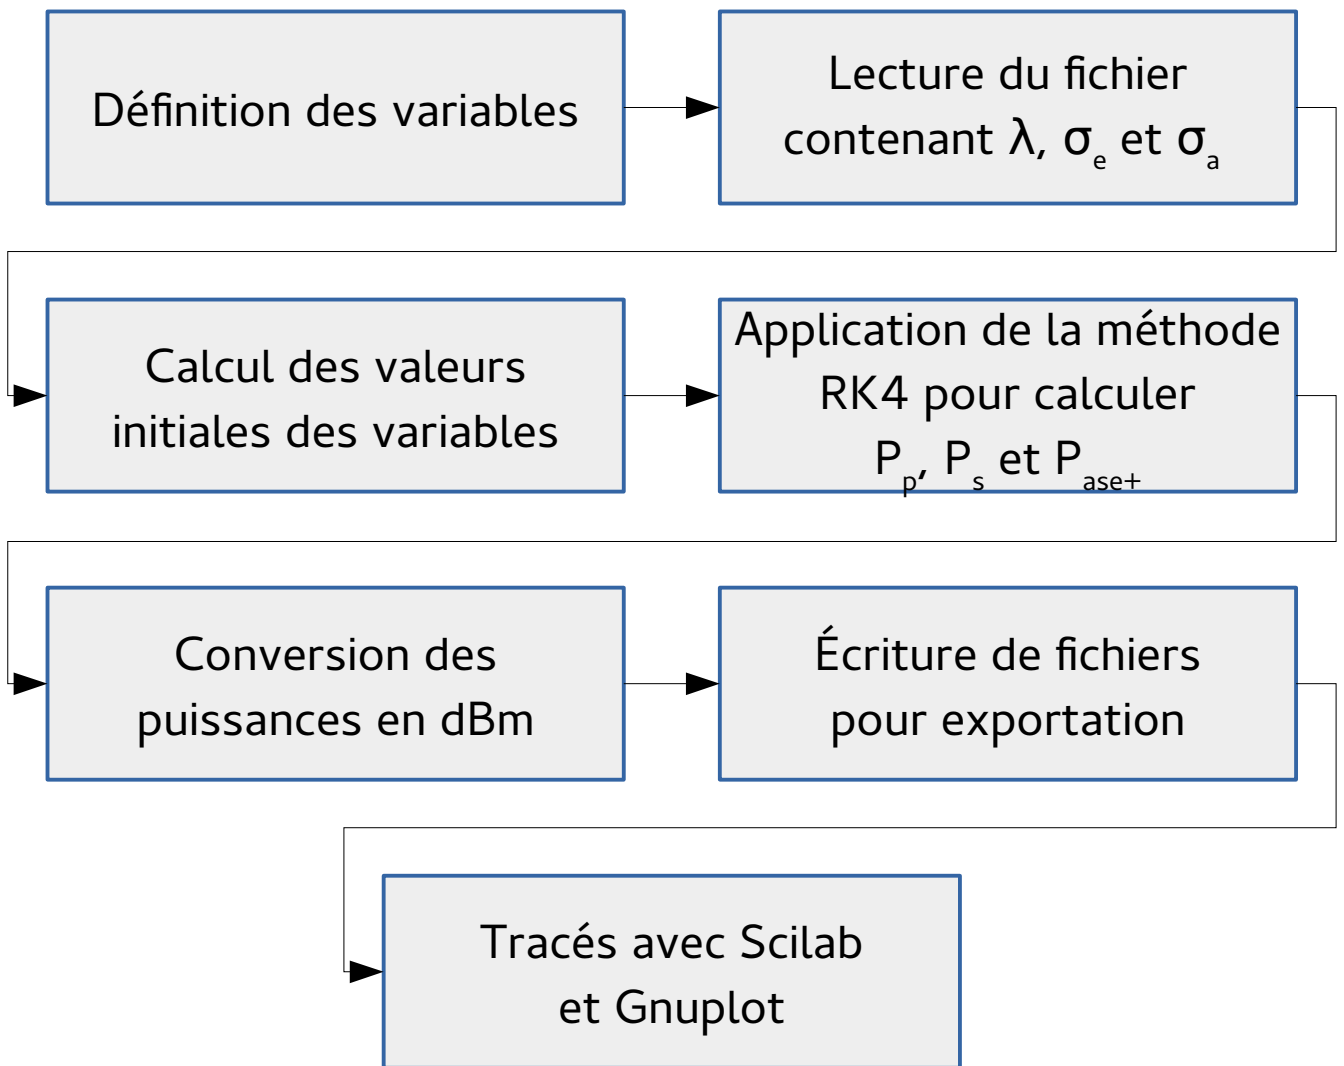 Définition des variables
Lecture du fichier
contenant λ, σe et σa
Calcul des valeurs
initiales des variables
Application de la méthode
RK4 pour calculer
Pp, Ps et Pase+
Conversion des
puissances en dBm
Écriture de fichiers
pour exportation
Tracés avec Scilab
et Gnuplot